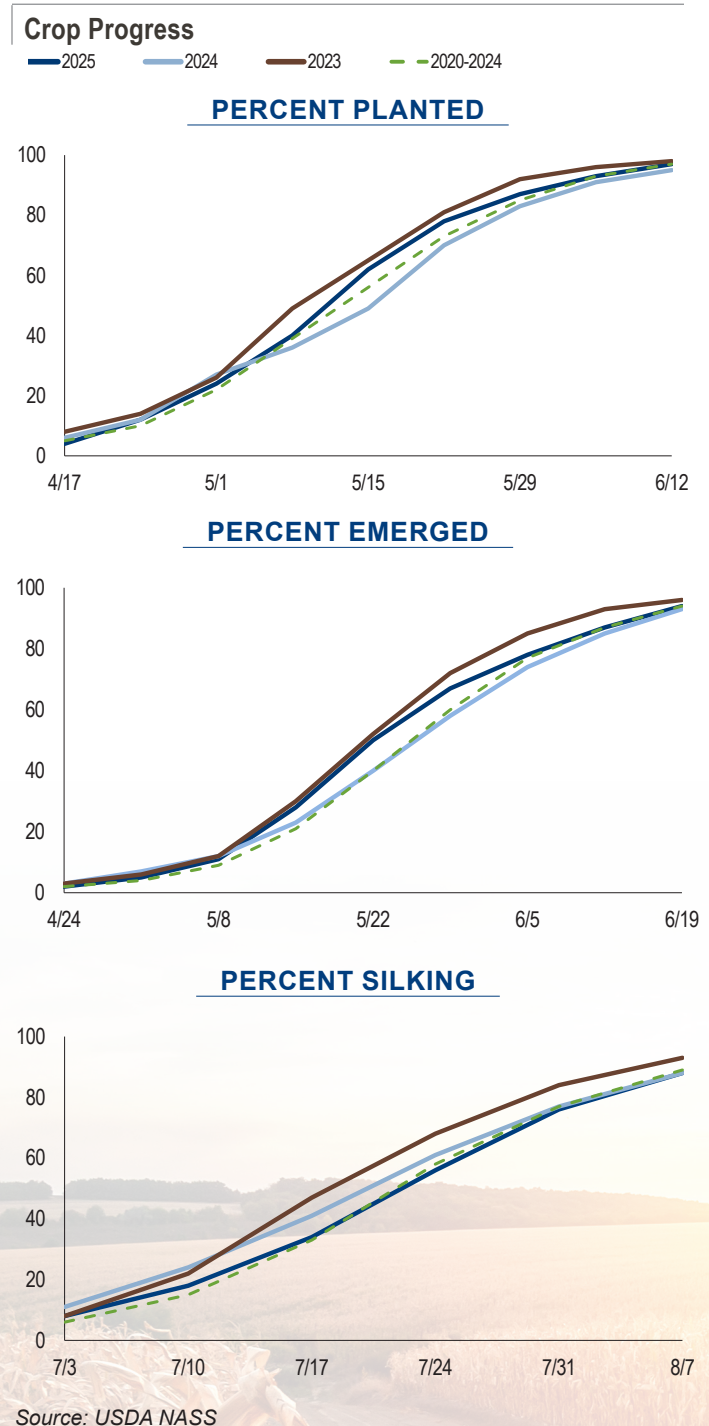 Crop Progress
2025 2024 2023 2020-2024
PERCENT PLANTED
100
80
60
40
20
0
4/17 5/1 5/15 5/29 6/12
PERCENT EMERGED
100
80
60
40
20
0
4/24 5/8 5/22 6/5 6/19
PERCENT SILKING
100
80
60
40
20
0
7/3 7/10 7/17 7/24 7/31 8/7
Source: USDA NASS